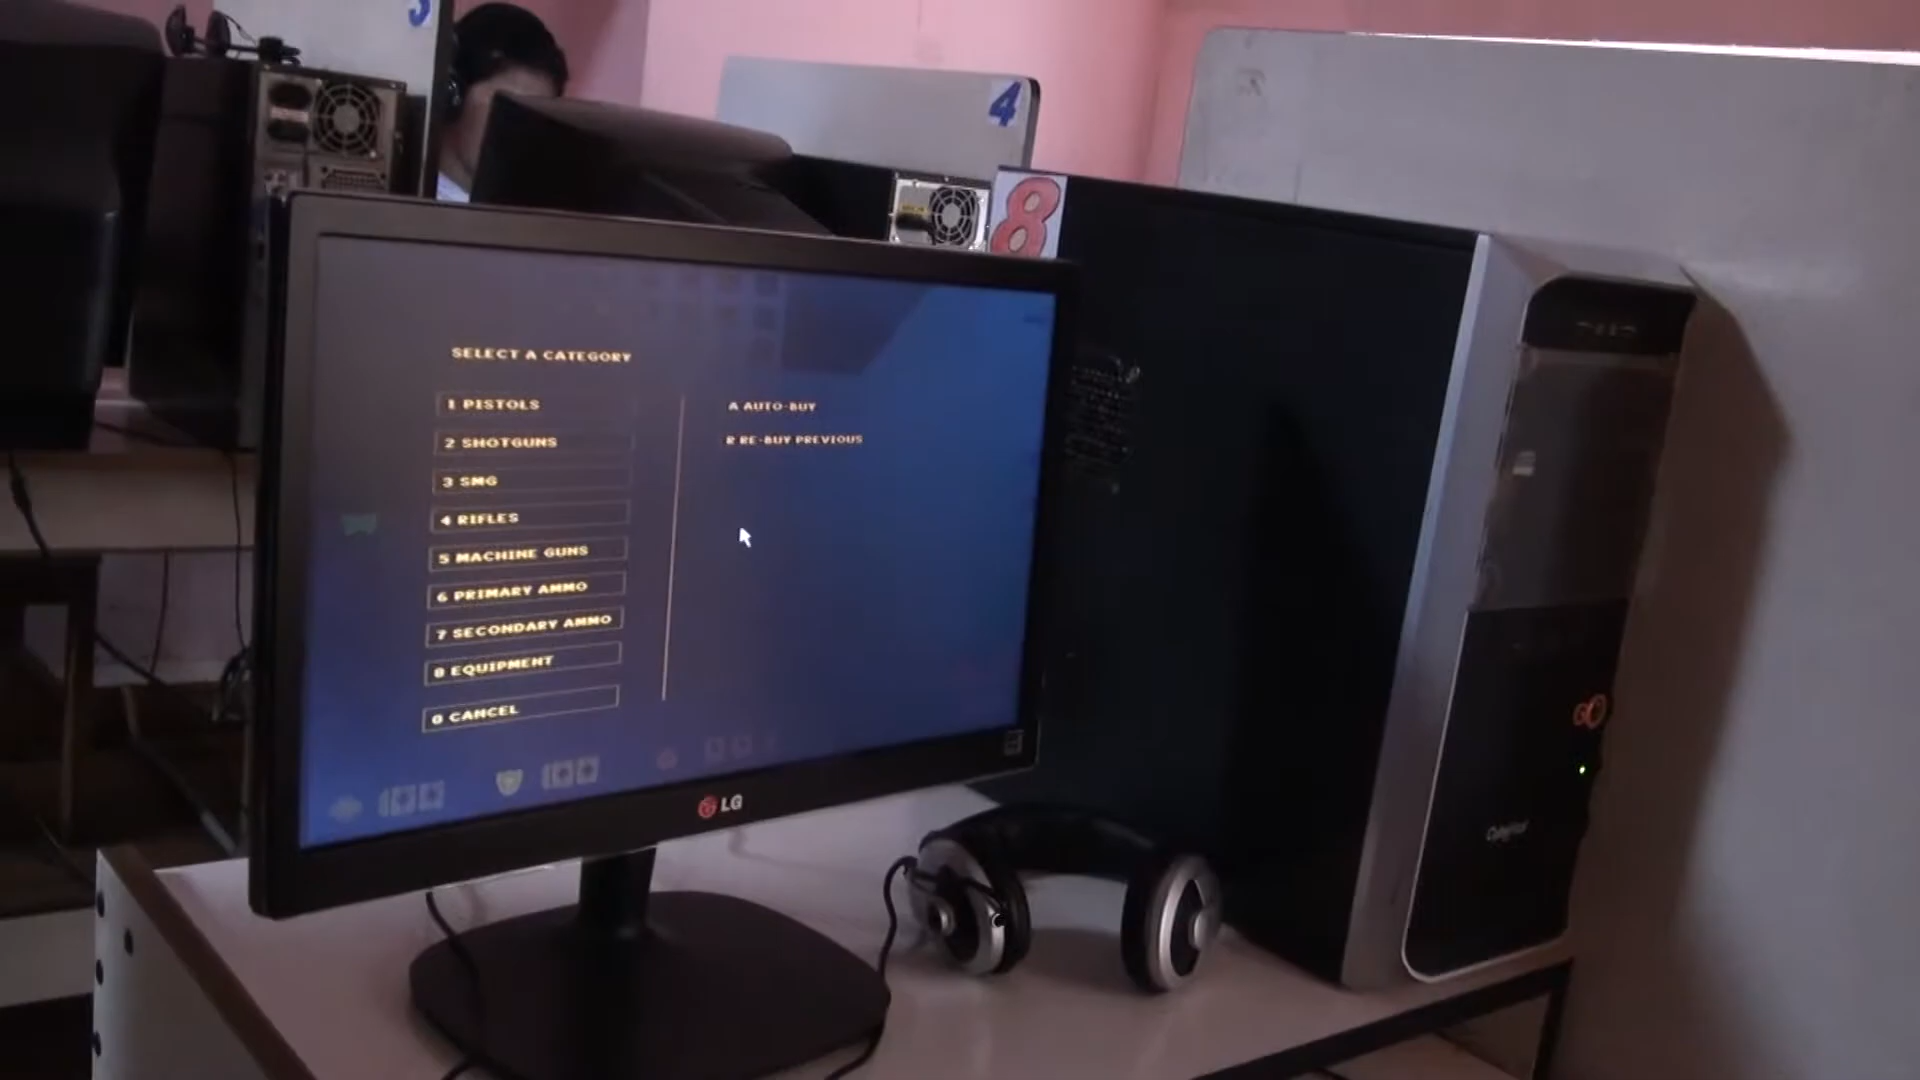 3
4
8
SELECT A CATEGORY
1 PISTOLS
2 SHOTGUNS
3 SMG
4 RIFLES
5 MACHINE GUNS
6 PRIMARY AMMO
7 SECONDARY AMMO
8 EQUIPMENT
0 CANCEL
A AUTO-BUY
R RE-BUY PREVIOUS
LG